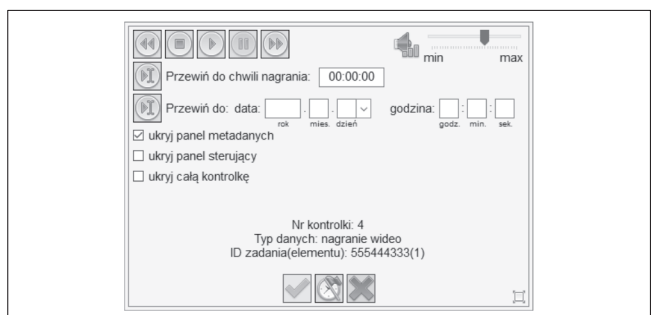 min max
Przewiń do chwili nagrania: 00:00:00
Przewiń do: data: . . godzina: : :
rok mies. dzień godz. min. sek.
ukryj panel metadanych
ukryj panel sterujący
ukryj całą kontrolkę
Nr kontrolki: 4
Typ danych: nagranie wideo
ID zadania(elementu): 555444333(1)